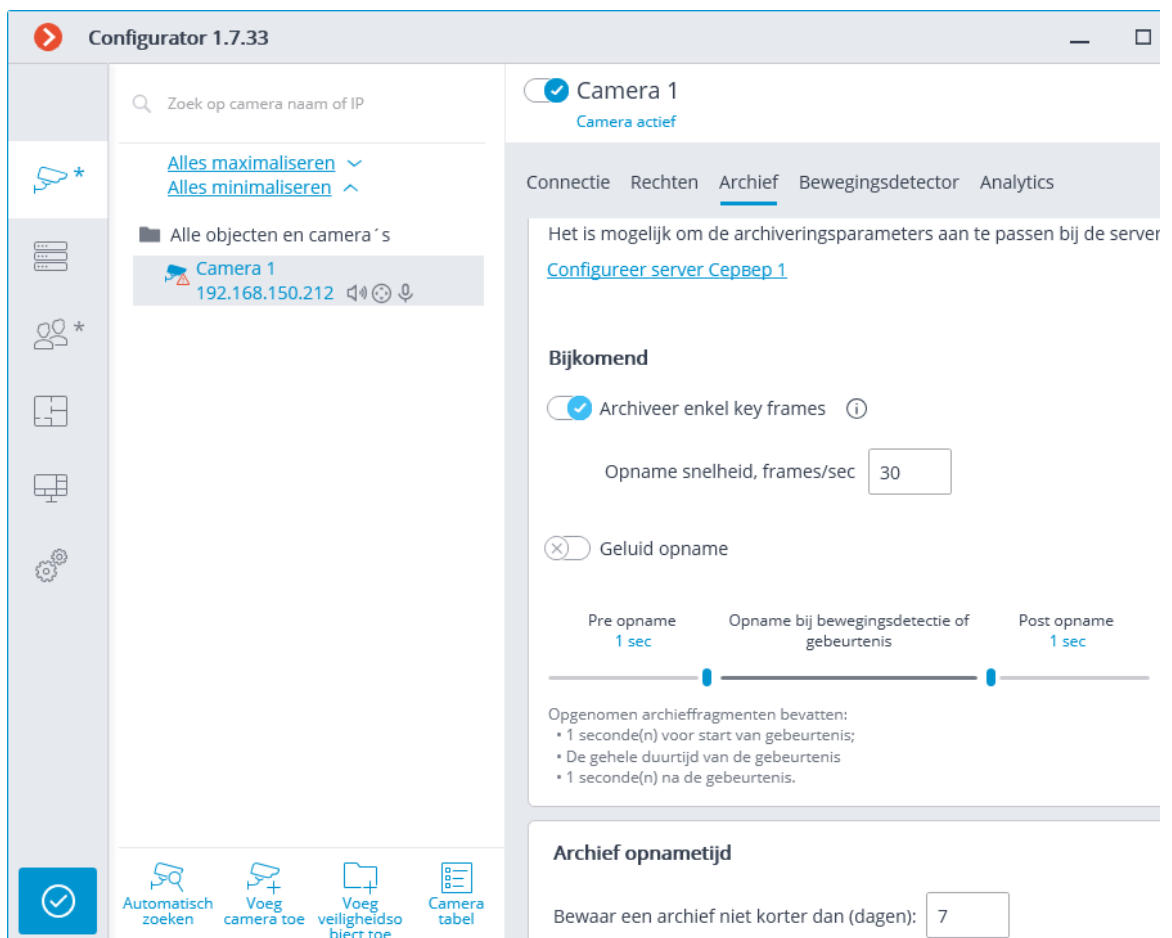 Configurator 1.7.33
Zoek op camera naam of IP
Alles maximaliseren
Alles minimaliseren
Alle objecten en camera´s
Camera 1
192.168.150.212
Automatisch zoeken
Voeg camera toe
Voeg veiligheidso bject toe
Camera tabel
Camera 1
Camera actief
Connectie Rechten Archief Bewegingsdetector Analytics
Het is mogelijk om de archiveringsparameters aan te passen bij de server
Configureer server Сервер 1
Bijkomend
Archiveer enkel key frames
Opname snelheid, frames/sec 30
Geluid opname
Pre opname
1 sec
Opname bij bewegingsdetectie of
gebeurtenis
Post opname
1 sec
Opgenomen archieffragmenten bevatten:
• 1 seconde(n) voor start van gebeurtenis;
• De gehele duurtijd van de gebeurtenis
• 1 seconde(n) na de gebeurtenis.
Archief opnametijd
Bewaar een archief niet korter dan (dagen): 7